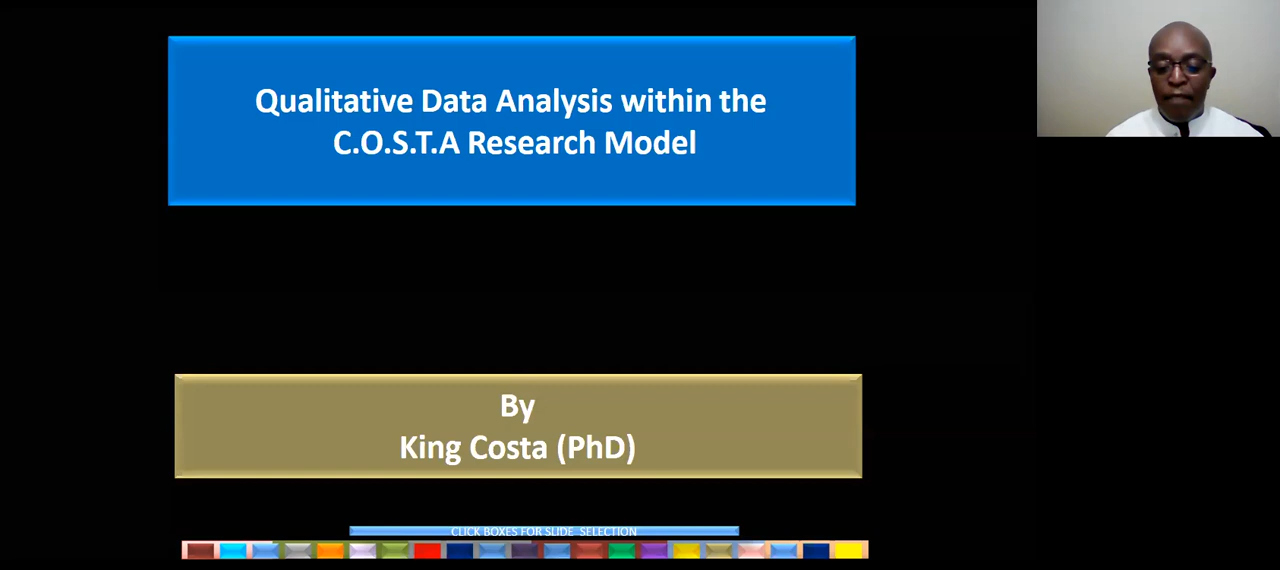 Qualitative Data Analysis within the
C.O.S.T.A Research Model
By
King Costa (PhD)
CLICK BOXES FOR SLIDE SELECTION